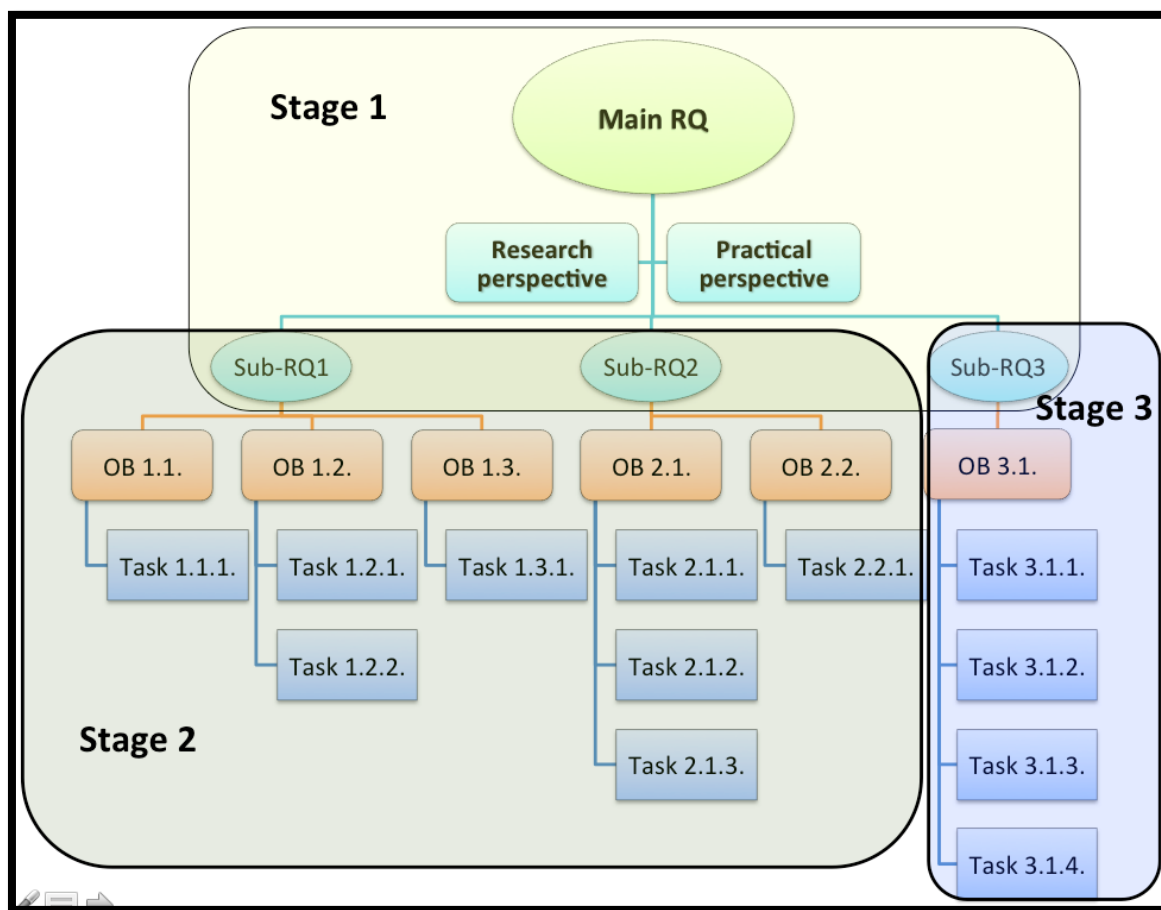 Stage 1
Main RQ
Research
perspective
Practical
perspective
Sub-RQ1
Sub-RQ2
Sub-RQ3
Stage 3
OB 1.1.
OB 1.2.
OB 1.3.
OB 2.1.
OB 2.2.
OB 3.1.
Task 1.1.1.
Task 1.2.1.
Task 1.3.1.
Task 2.1.1.
Task 2.2.1.
Task 3.1.1.
Task 1.2.2.
Task 2.1.2.
Task 3.1.2.
Stage 2
Task 2.1.3.
Task 3.1.3.
Task 3.1.4.